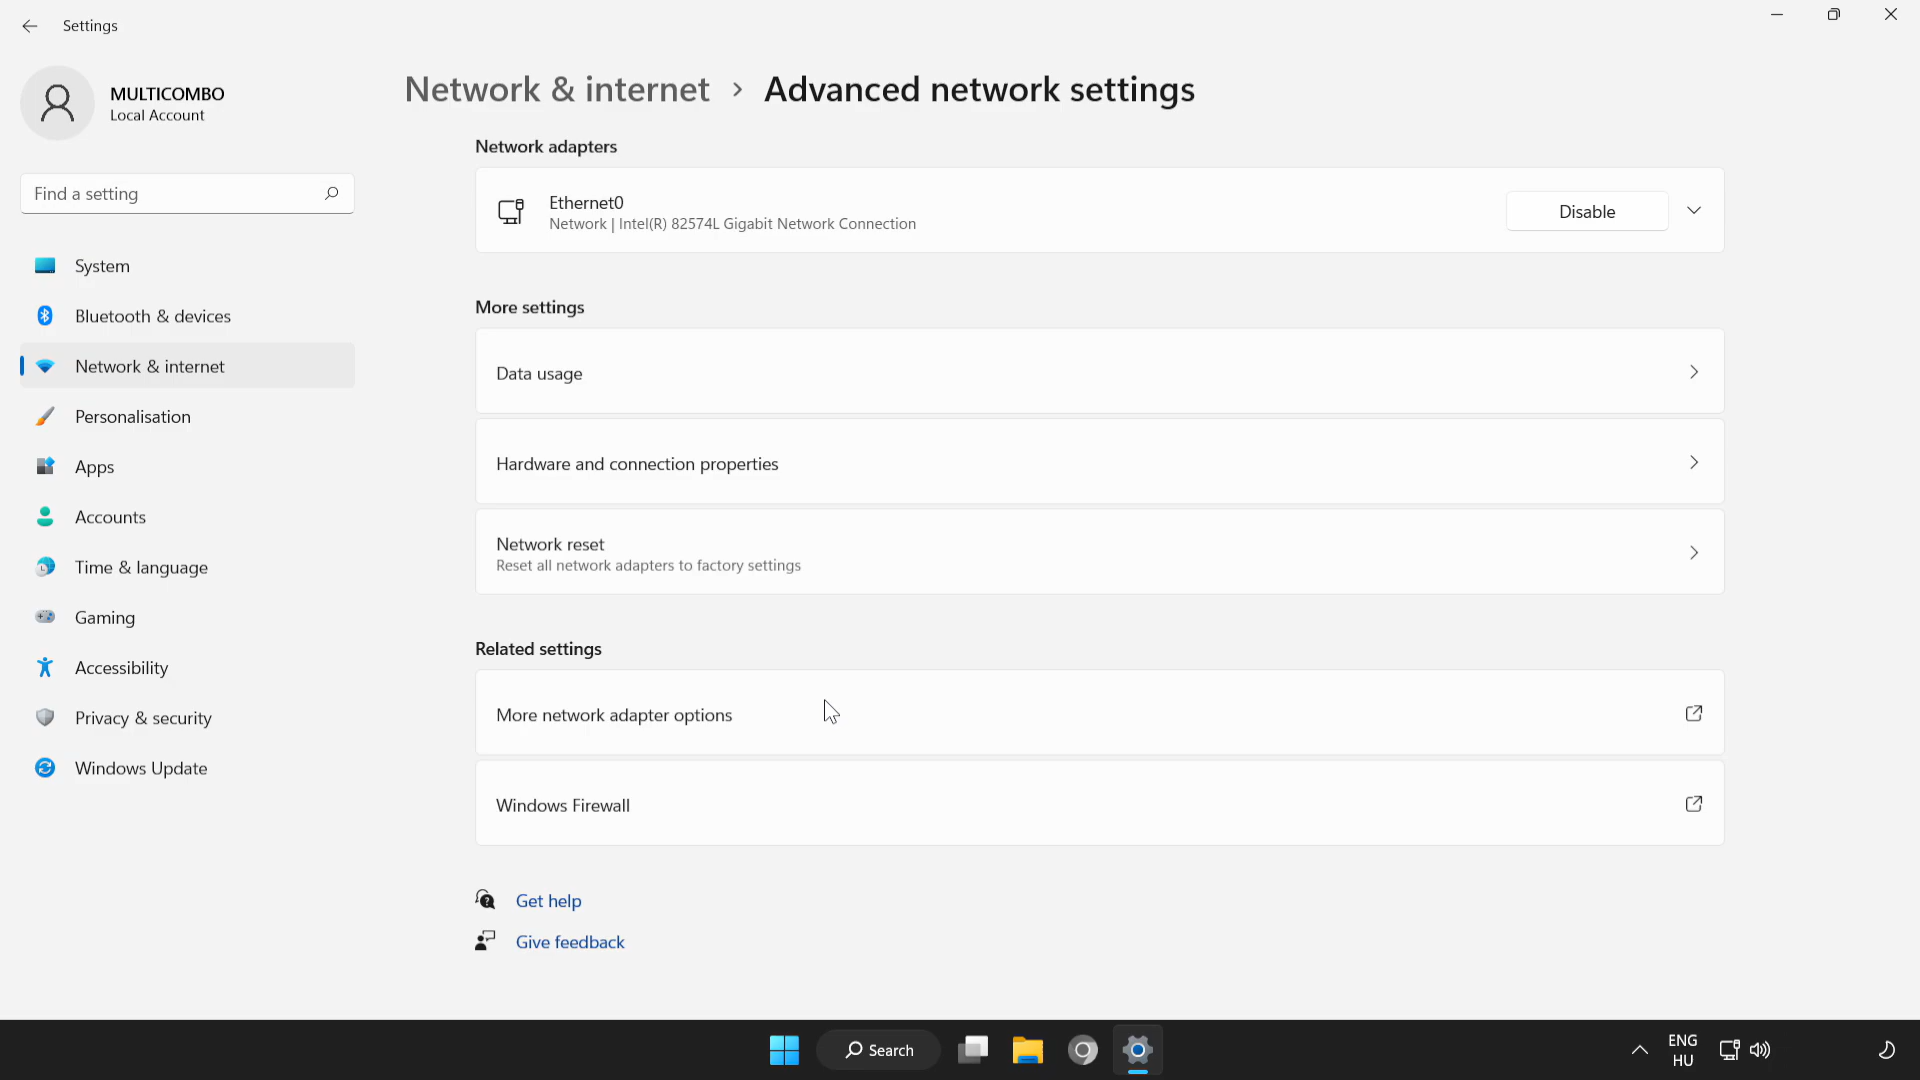 Settings
MULTICOMBO
Local Account
Find a setting
System
Bluetooth & devices
Network & internet
Personalisation
Apps
Accounts
Time & language
Gaming
Accessibility
Privacy & security
Windows Update
Network & internet > Advanced network settings
Network adapters
Ethernet0
Network | Intel(R) 82574L Gigabit Network Connection
Disable
More settings
Data usage
Hardware and connection properties
Network reset
Reset all network adapters to factory settings
Related settings
More network adapter options
Windows Firewall
Get help
Give feedback
Search
ENG
HU